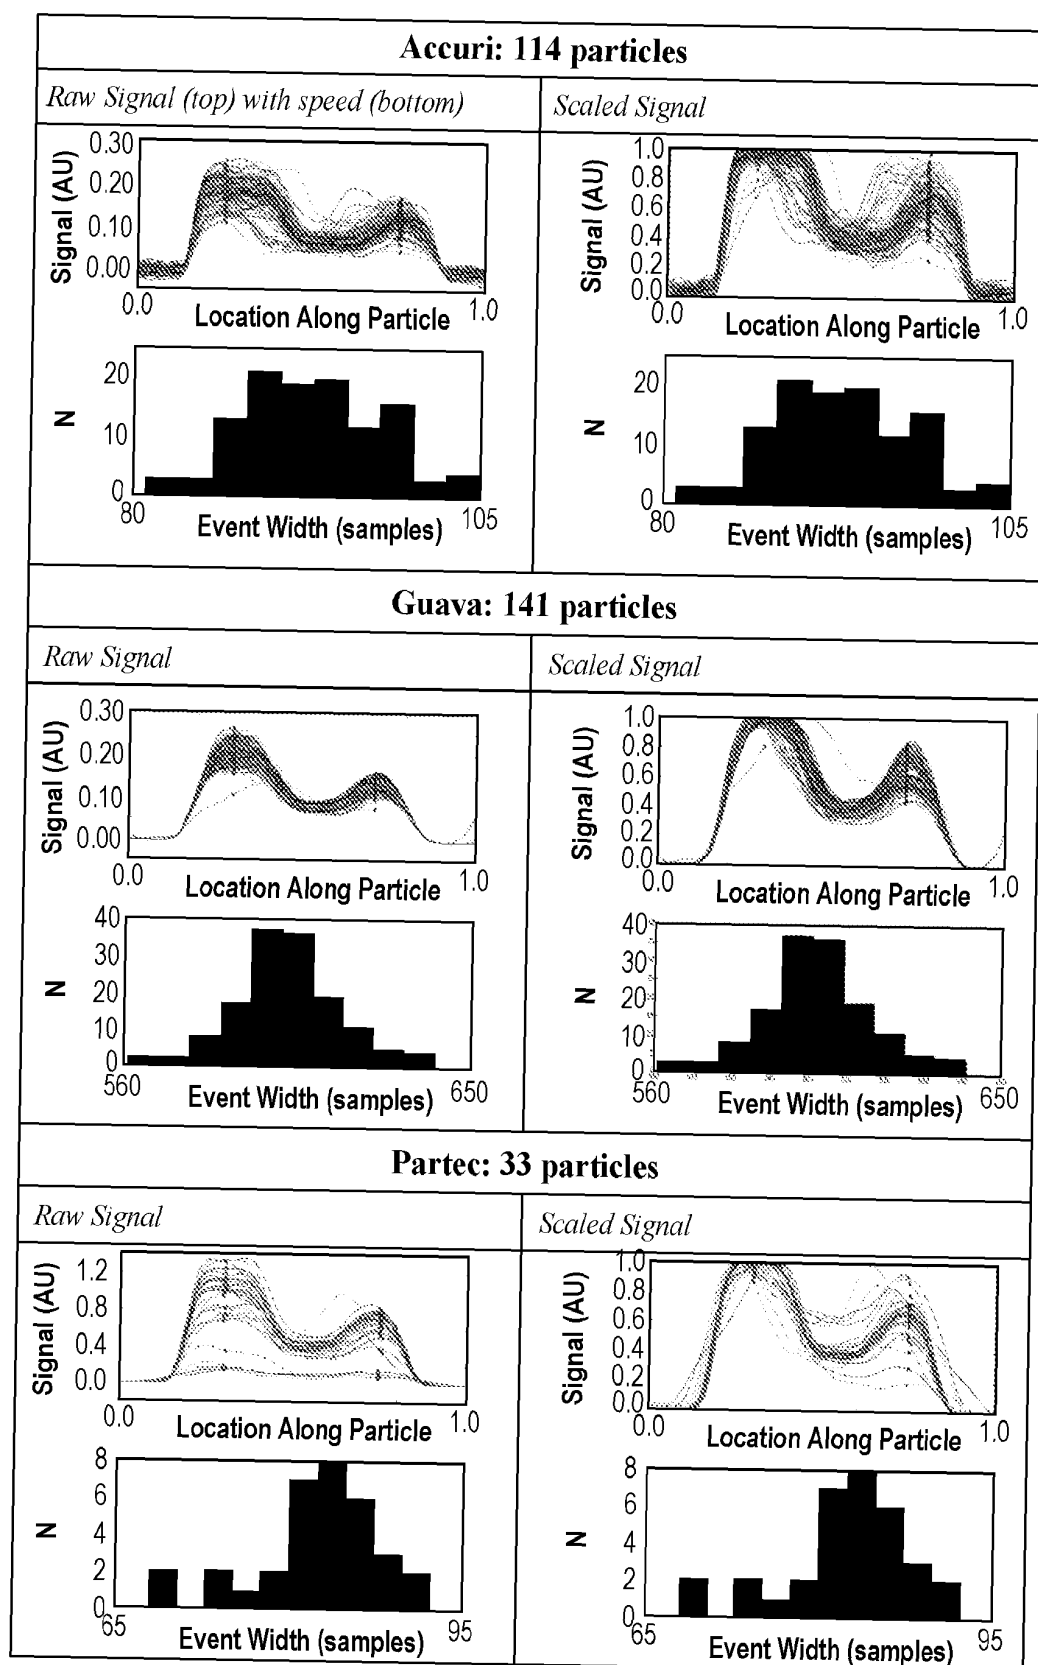 Accuri: 114 particles
Raw Signal (top) with speed (bottom)
Scaled Signal
0.30
0.20
0.10
0.00
Signal (AU)
0.0
1.0
Location Along Particle
1.0
0.8
0.6
0.4
0.2
0.0
Signal (AU)
0.0
1.0
Location Along Particle
20
10
0
N
80
105
Event Width (samples)
20
10
0
N
80
105
Event Width (samples)
Guava: 141 particles
Raw Signal
Scaled Signal
0.30
0.20
0.10
0.00
Signal (AU)
0.0
1.0
Location Along Particle
1.0
0.8
0.6
0.4
0.2
0.0
Signal (AU)
0.0
1.0
Location Along Particle
40
30
20
10
0
N
560
650
Event Width (samples)
40
30
20
10
0
N
560
650
Event Width (samples)
Partec: 33 particles
Raw Signal
Scaled Signal
1.2
0.8
0.4
0.0
Signal (AU)
0.0
1.0
Location Along Particle
1.0
0.8
0.6
0.4
0.2
0.0
Signal (AU)
0.0
1.0
Location Along Particle
8
6
4
2
0
N
65
95
Event Width (samples)
8
6
4
2
0
N
65
95
Event Width (samples)